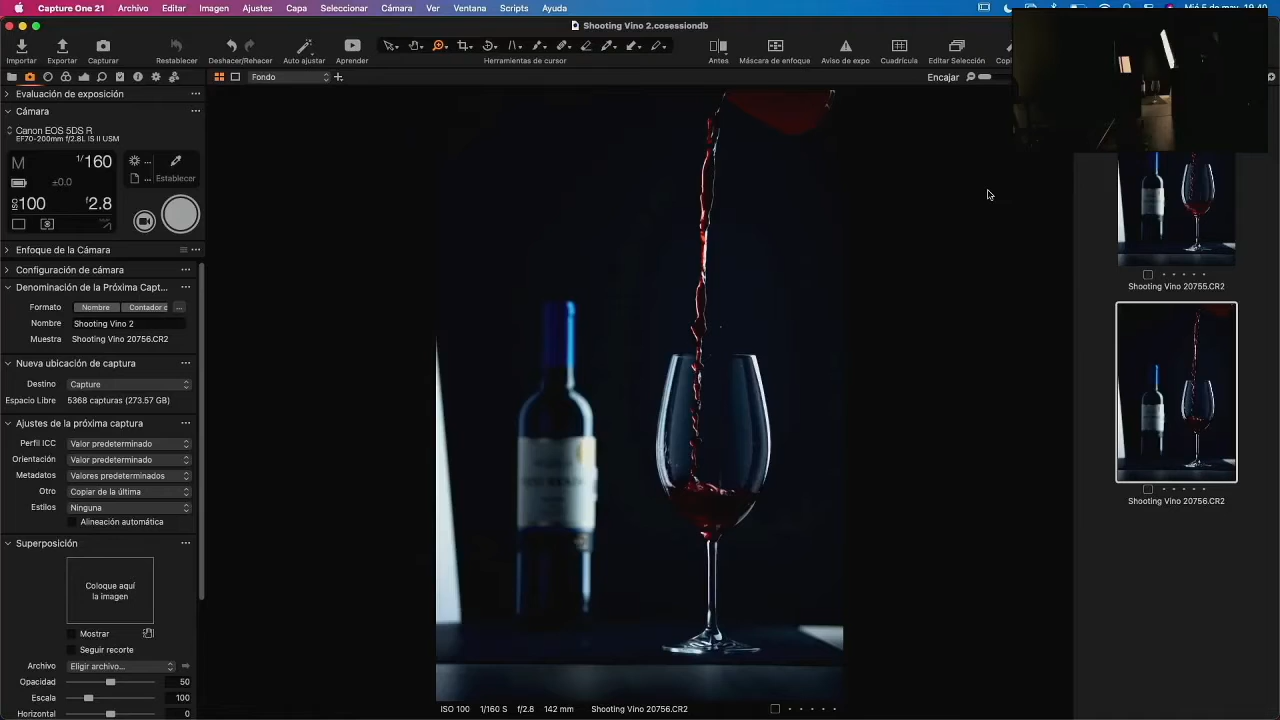 Capture One 21 Archivo Editar Imagen Ajustes Capa Seleccionar Cámara Ver Ventana Scripts Ayuda
Shooting Vino 2.cosessiondb
Importar Exportar Capturar Restablecer Deshacer/Rehacer Auto ajustar Aprender Herramientas de cursor Antes Máscara de enfoque Aviso de expo Cuadrícula Editar Selección
Fondo
Encajar
Evaluación de exposición
Cámara
Canon EOS 5DS R
EF70-200mm f/2.8L IS II USM
M 1/160
±0.0
Establecer
ISO 100 f/2.8
Enfoque de la Cámara
Configuración de cámara
Denominación de la Próxima Capt...
Formato Nombre Contador c ...
Nombre Shooting Vino 2
Muestra Shooting Vino 20756.CR2
Nueva ubicación de captura
Destino Capture
Espacio Libre 5368 capturas (273.57 GB)
Ajustes de la próxima captura
Perfil ICC Valor predeterminado
Orientación Valor predeterminado
Metadatos Valores predeterminados
Otro Copiar de la última
Estilos Ninguna
Alineación automática
Superposición
Coloque aquí
la imagen
Mostrar
Seguir recorte
Archivo Eligir archivo...
Opacidad 50
Escala 100
Horizontal 0
ISO 100 1/160 S f/2.8 142 mm Shooting Vino 20756.CR2
Shooting Vino 20755.CR2
Shooting Vino 20756.CR2